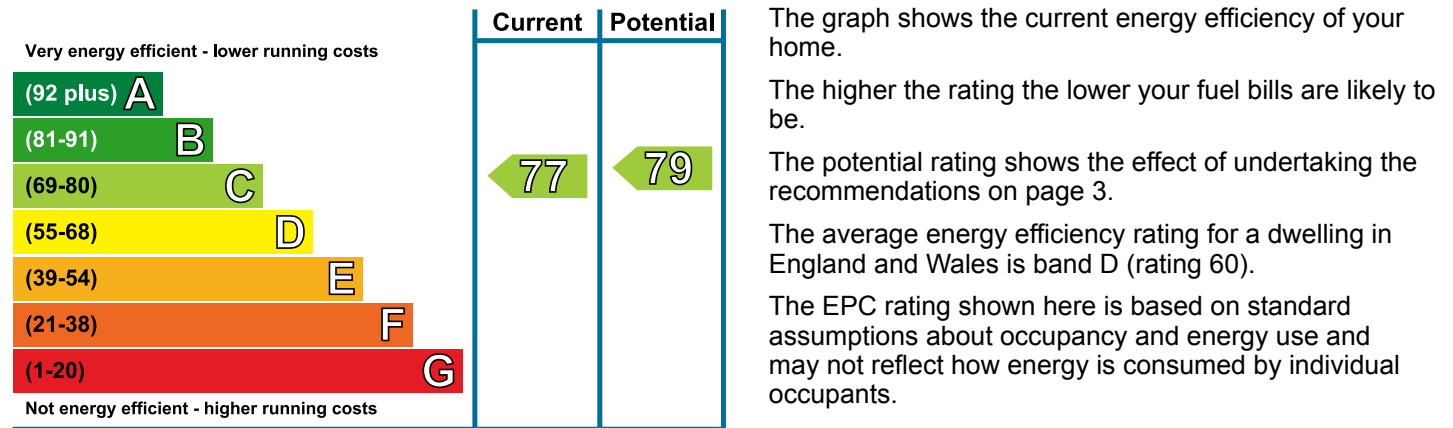 Current Potential
Very energy efficient - lower running costs
(92 plus) A
(81-91) B
(69-80) C
(55-68) D
(39-54) E
(21-38) F
(1-20) G
Not energy efficient - higher running costs
77
79
The graph shows the current energy efficiency of your
home.
The higher the rating the lower your fuel bills are likely to
be.
The potential rating shows the effect of undertaking the
recommendations on page 3.
The average energy efficiency rating for a dwelling in
England and Wales is band D (rating 60).
The EPC rating shown here is based on standard
assumptions about occupancy and energy use and
may not reflect how energy is consumed by individual
occupants.